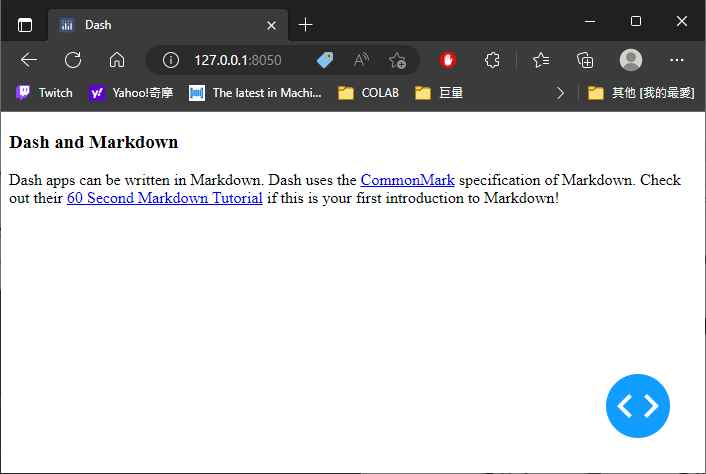 Dash
127.0.0.1:8050
Twitch Yahoo!奇摩 The latest in Machi... COLAB 巨量 其他 [我的最愛]
Dash and Markdown
Dash apps can be written in Markdown. Dash uses the CommonMark specification of Markdown. Check
out their 60 Second Markdown Tutorial if this is your first introduction to Markdown!